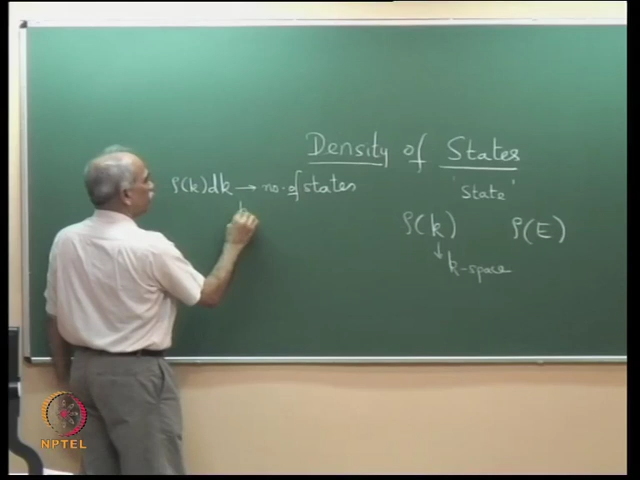 Density of States
ρ(k)dk → no. of states
'State'
ρ(k) ρ(E)
↓
k-space
NPTEL